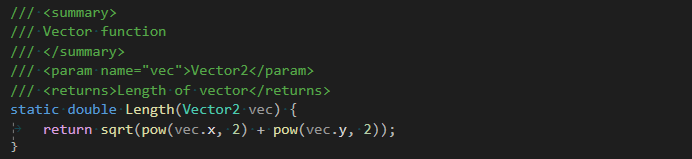 /// <summary>
/// Vector function
/// </summary>
/// <param name="vec">Vector2</param>
/// <returns>Length of vector</returns>
static double Length(Vector2 vec) {
    return sqrt(pow(vec.x, 2) + pow(vec.y, 2));
}